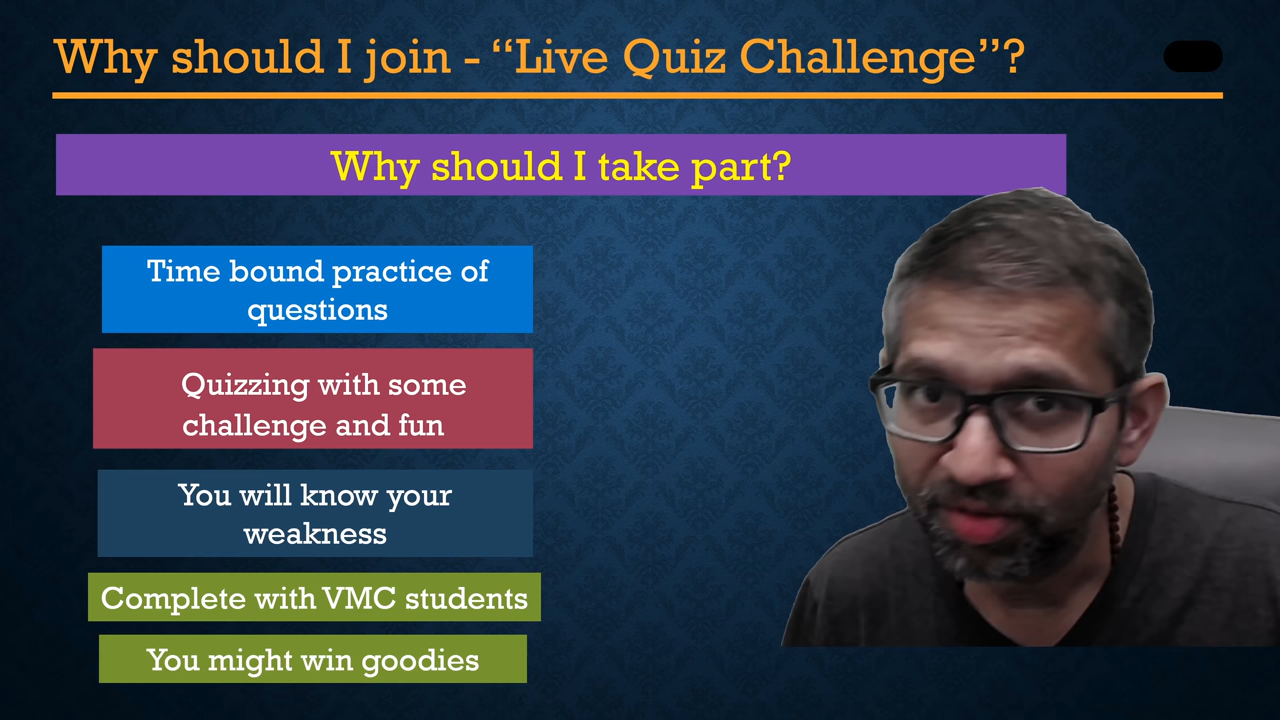 Why should I join - “Live Quiz Challenge”?
Why should I take part?
Time bound practice of
questions
Quizzing with some
challenge and fun
You will know your
weakness
Complete with VMC students
You might win goodies